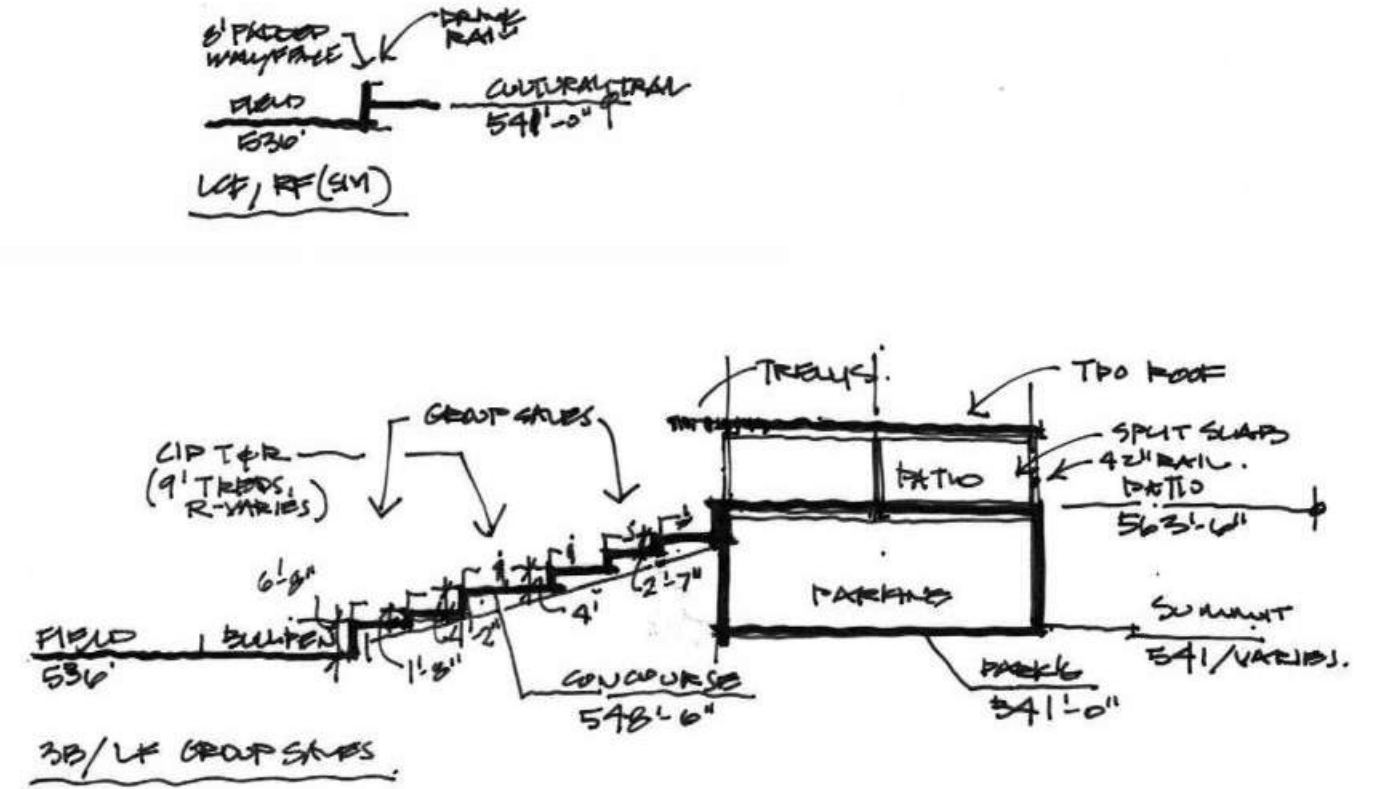 8' PADDED
WALLFACE
DRINK
RAIL
FIELD
536'
CULTURAL TRAIL
541'-0"
LCF, RF (SIM)
TRELLIS.
TPO ROOF
GROUP SALES
CIP T&R
(9' TREADS,
R-VARIES)
SPLIT SLAB
42" RAIL.
PATIO
PATIO
563'-6"
6'-8"
2'-7"
4'
2"
1'-8"
PARKING
FIELD
BULLPEN
536'
SUMMIT
541/VARIES.
CONCOURSE
548'-6"
PARK'G
541'-0"
3B/LF GROUP SALES.